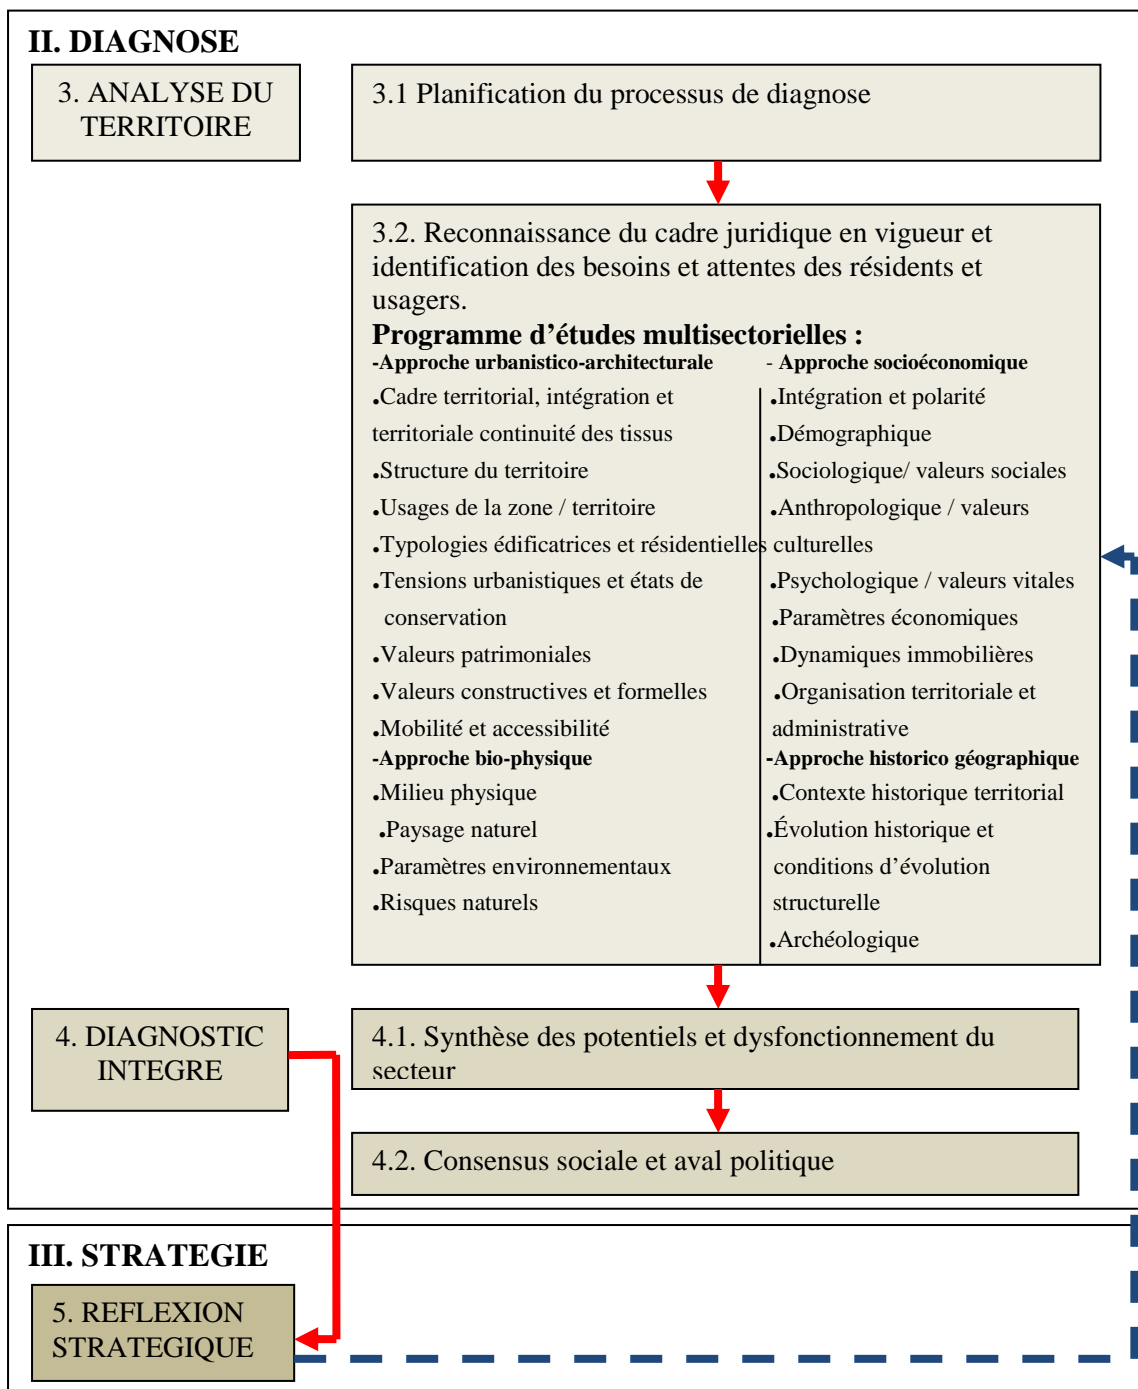 II. DIAGNOSE
3. ANALYSE DU
TERRITOIRE
3.1 Planification du processus de diagnose
3.2. Reconnaissance du cadre juridique en vigueur et
identification des besoins et attentes des résidents et
usagers.
Programme d’études multisectorielles :
-Approche urbanistico-architecturale
.Cadre territorial, intégration et
territoriale continuité des tissus
.Structure du territoire
.Usages de la zone / territoire
.Typologies édificatrices et résidentielles
.Tensions urbanistiques et états de
conservation
.Valeurs patrimoniales
.Valeurs constructives et formelles
.Mobilité et accessibilité
-Approche bio-physique
.Milieu physique
.Paysage naturel
.Paramètres environnementaux
.Risques naturels
- Approche socioéconomique
.Intégration et polarité
.Démographique
.Sociologique/ valeurs sociales
.Anthropologique / valeurs
culturelles
.Psychologique / valeurs vitales
.Paramètres économiques
.Dynamiques immobilières
.Organisation territoriale et
administrative
-Approche historico géographique
.Contexte historique territorial
.Évolution historique et
conditions d’évolution
structurelle
.Archéologique
4. DIAGNOSTIC
INTEGRE
4.1. Synthèse des potentiels et dysfonctionnement du
secteur
4.2. Consensus sociale et aval politique
III. STRATEGIE
5. REFLEXION
STRATEGIQUE